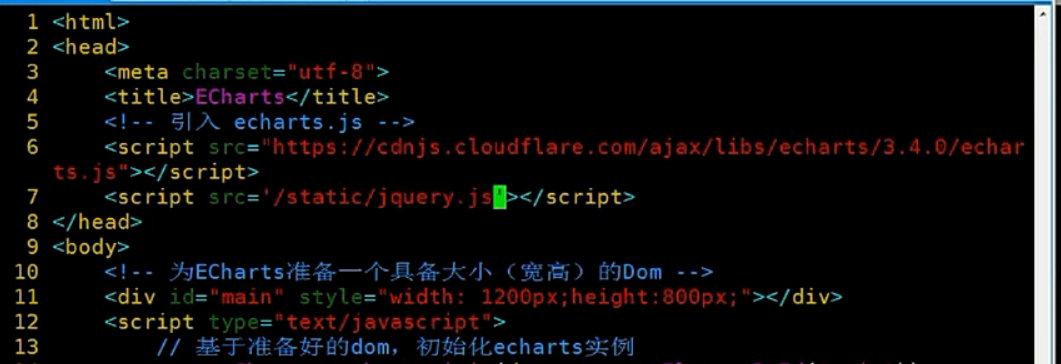 1 <html>
2 <head>
3     <meta charset="utf-8">
4     <title>ECharts</title>
5     <!-- 引入 echarts.js -->
6     <script src="https://cdnjs.cloudflare.com/ajax/libs/echarts/3.4.0/echar
ts.js"></script>
7     <script src='/static/jquery.js'></script>
8 </head>
9 <body>
10     <!-- 为ECharts准备一个具备大小（宽高）的Dom -->
11     <div id="main" style="width: 1200px;height:800px;"></div>
12     <script type="text/javascript">
13         // 基于准备好的dom，初始化echarts实例